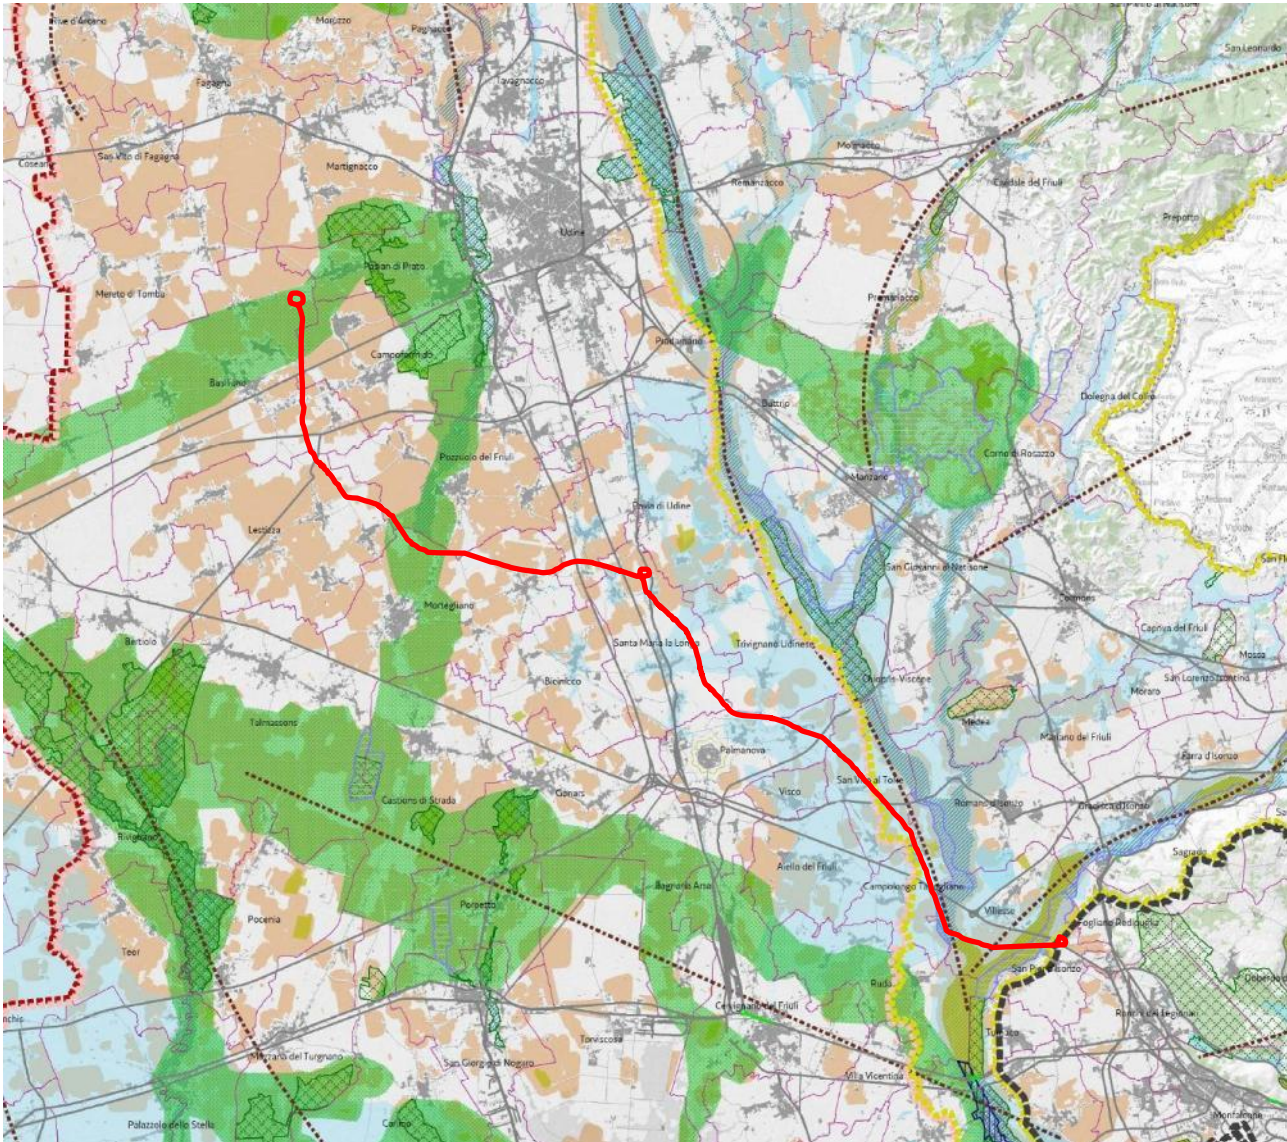 Rive d'Arcano
Moruzzo
Pagnacco
San Leonardo
Fagagna
Tavagnacco
San Vito di Fagagna
Martignacco
Moimacco
Remanzacco
Cividale del Friuli
Prepotto
Udine
Pasian di Prato
Mereto di Tomba
Premariacco
Pradamano
Campoformido
Basiliano
Buttrio
Dolegna del Collio
Corno di Rosazzo
Pozzuolo del Friuli
Manzano
Pavia di Udine
Lestizza
San Giovanni al Natisone
Cormons
Mortegliano
Capriva del Friuli
Bertiolo
Santa Maria la Longa
Trivignano Udinese
Mossa
Bicinicco
Chiopris-Viscone
San Lorenzo Isontino
Moraro
Talmassons
Medea
Mariano del Friuli
Palmanova
Farra d'Isonzo
San Vito al Torre
Visco
Gonars
Castions di Strada
Romans d'Isonzo
Gradisca d'Isonzo
Rivignano
Sagrado
Aiello del Friuli
Bagnaria Arsa
Campolongo Tapogliano
Porpetto
Pocenia
Villesse
Fogliano Redipuglia
Teor
San Pier d'Isonzo
Ruda
Cervignano del Friuli
Ronchi dei Legionari
Torviscosa
Turriaco
Muzzana del Turgnano
San Giorgio di Nogaro
Villa Vicentina
Palazzolo dello Stella
Carlino
Monfalcone